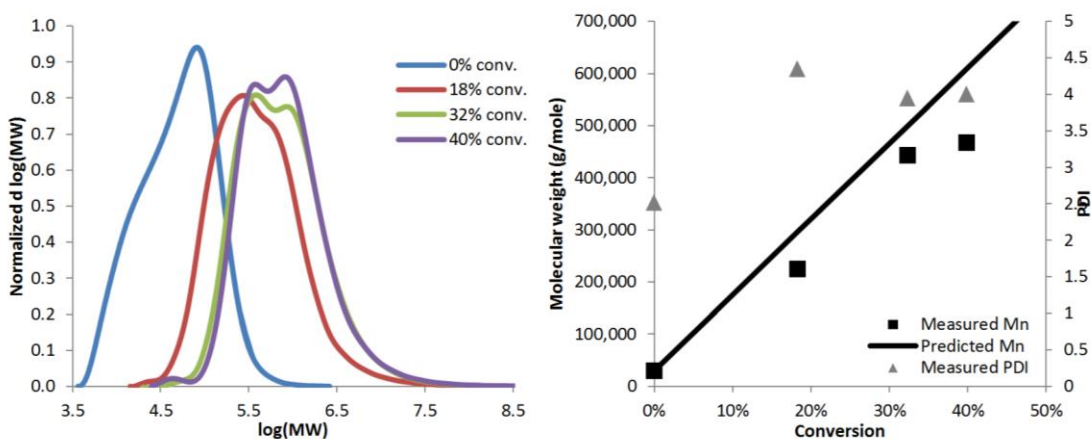 1.0
0.9
0.8
0.7
0.6
0.5
0.4
0.3
0.2
0.1
0.0
Normalized d log(MW)
3.5 4.5 5.5 6.5 7.5 8.5
log(MW)
0% conv.
18% conv.
32% conv.
40% conv.
700,000
600,000
500,000
400,000
300,000
200,000
100,000
0
Molecular weight (g/mole)
0% 10% 20% 30% 40% 50%
Conversion
5
4.5
4
3.5
3
2.5
2
1.5
1
0.5
0
PDI
Measured Mn
Predicted Mn
Measured PDI